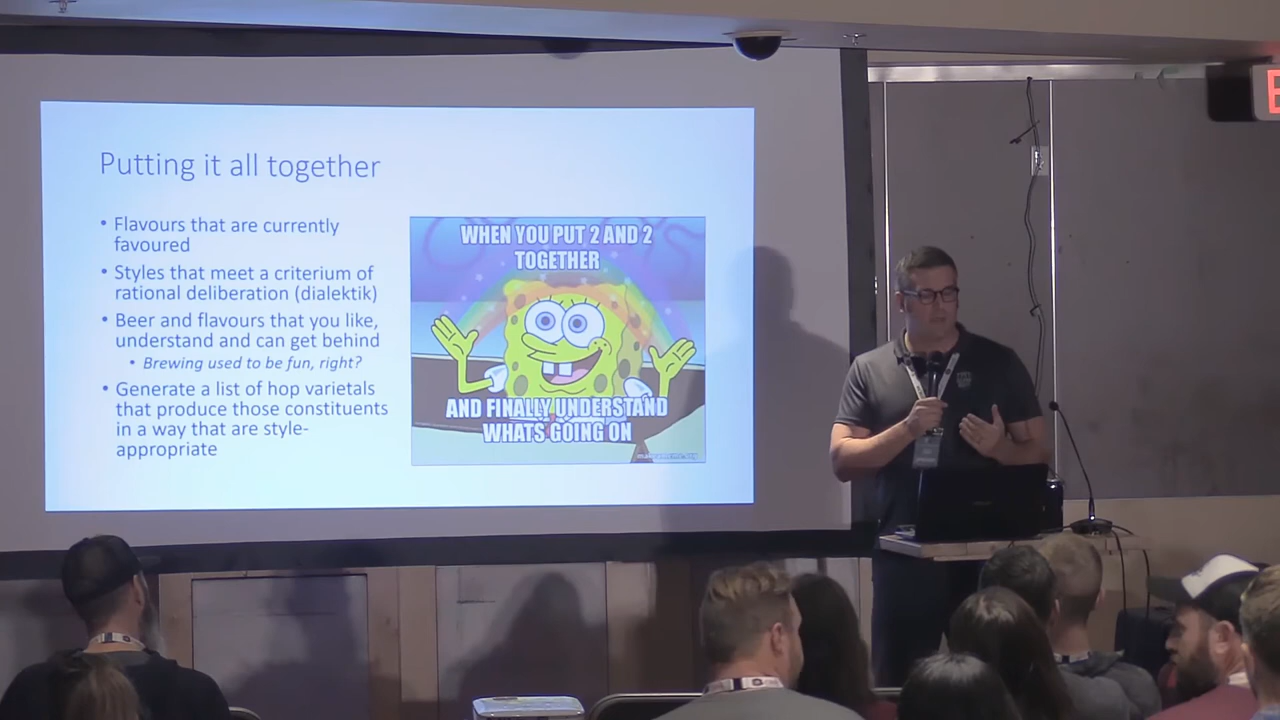 Putting it all together
• Flavours that are currently
favoured
• Styles that meet a criterium of
rational deliberation (dialektik)
• Beer and flavours that you like,
understand and can get behind
• Brewing used to be fun, right?
• Generate a list of hop varietals
that produce those constituents
in a way that are style-
appropriate
WHEN YOU PUT 2 AND 2
TOGETHER
AND FINALLY UNDERSTAND
WHATS GOING ON
E